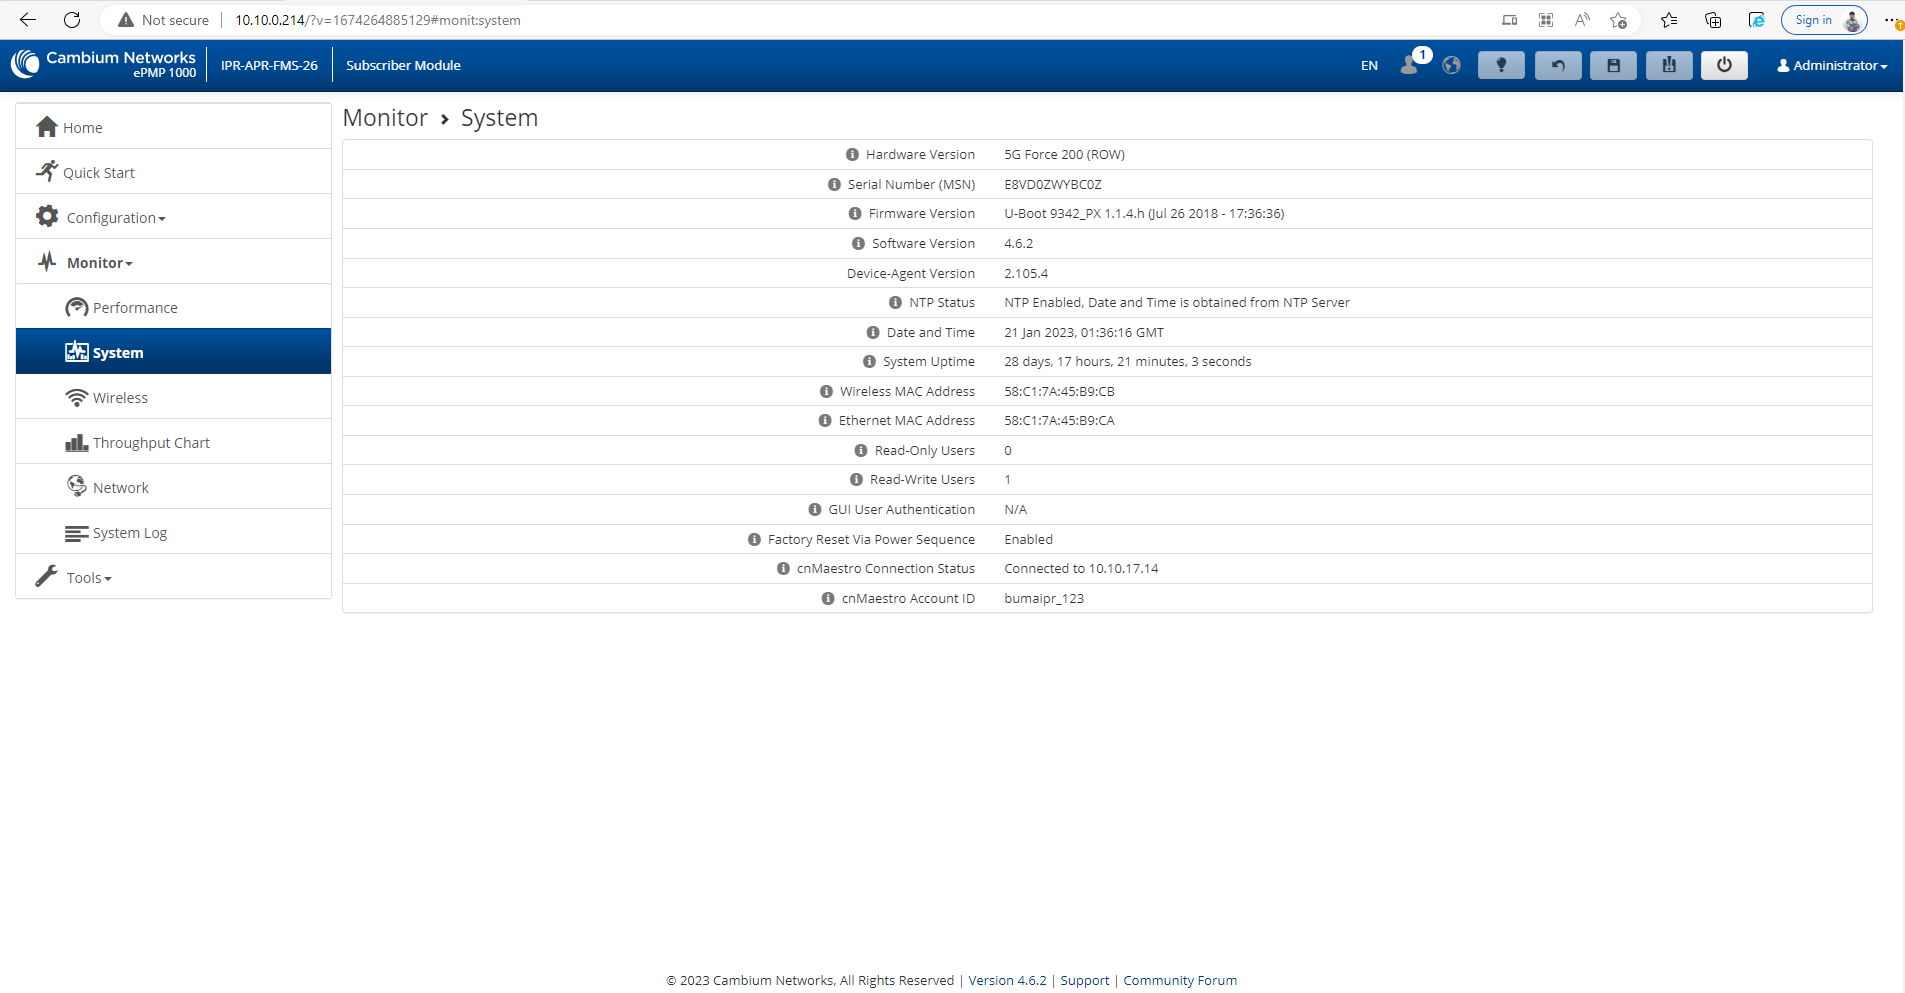 Not secure | 10.10.0.214/?v=1674264885129#monit:system
Sign in
Cambium Networks
ePMP 1000
IPR-APR-FMS-26
Subscriber Module
EN
1
Administrator
Home
Quick Start
Configuration
Monitor
Performance
System
Wireless
Throughput Chart
Network
System Log
Tools
Monitor > System
Hardware Version 5G Force 200 (ROW)
Serial Number (MSN) E8VD0ZWYBC0Z
Firmware Version U-Boot 9342_PX 1.1.4.h (Jul 26 2018 - 17:36:36)
Software Version 4.6.2
Device-Agent Version 2.105.4
NTP Status NTP Enabled, Date and Time is obtained from NTP Server
Date and Time 21 Jan 2023, 01:36:16 GMT
System Uptime 28 days, 17 hours, 21 minutes, 3 seconds
Wireless MAC Address 58:C1:7A:45:B9:CB
Ethernet MAC Address 58:C1:7A:45:B9:CA
Read-Only Users 0
Read-Write Users 1
GUI User Authentication N/A
Factory Reset Via Power Sequence Enabled
cnMaestro Connection Status Connected to 10.10.17.14
cnMaestro Account ID bumaipr_123
© 2023 Cambium Networks, All Rights Reserved | Version 4.6.2 | Support | Community Forum